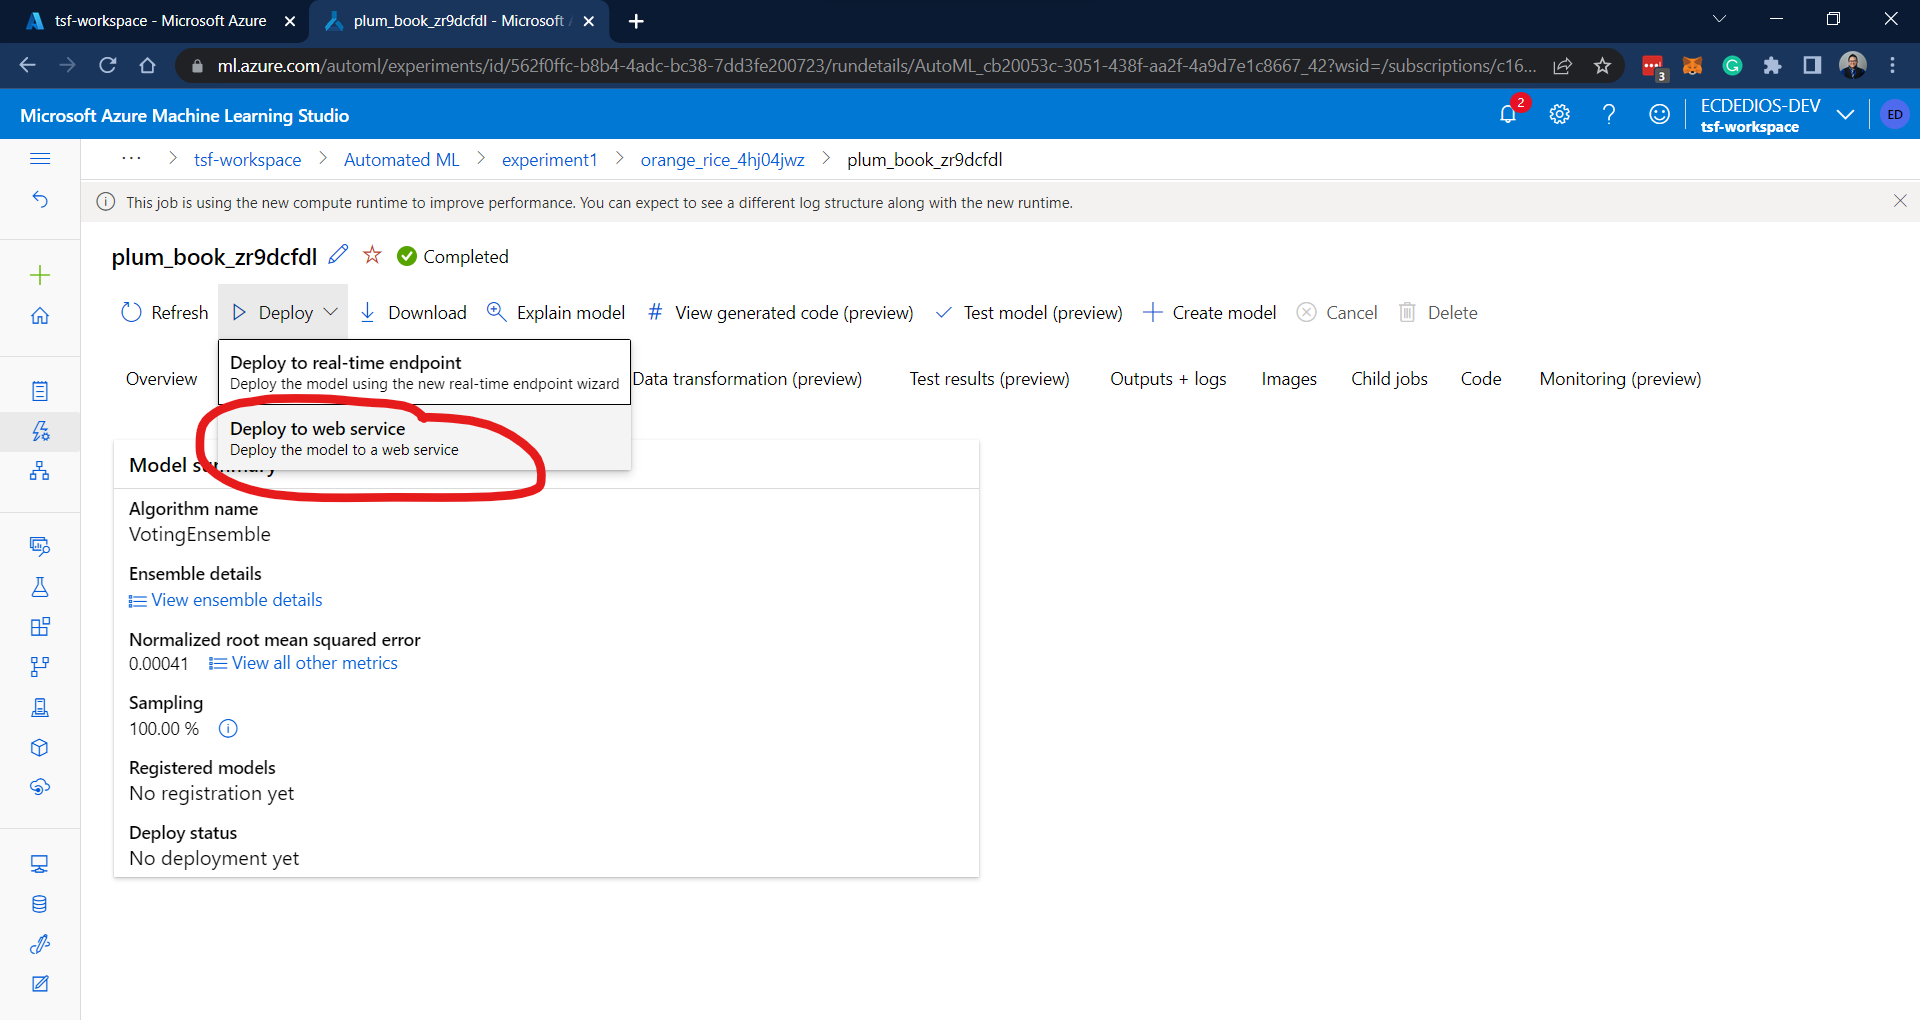 tsf-workspace - Microsoft Azure
plum_book_zr9dcfdl - Microsoft
ml.azure.com/automl/experiments/id/562f0ffc-b8b4-4adc-bc38-7dd3fe200723/rundetails/AutoML_cb20053c-3051-438f-aa2f-4a9d7e1c8667_42?wsid=/subscriptions/c16...
3
Microsoft Azure Machine Learning Studio
2
ECDEDIOS-DEV
tsf-workspace
ED
... > tsf-workspace > Automated ML > experiment1 > orange_rice_4hj04jwz > plum_book_zr9dcfdl
This job is using the new compute runtime to improve performance. You can expect to see a different log structure along with the new runtime.
plum_book_zr9dcfdl Completed
Refresh Deploy Download Explain model # View generated code (preview) Test model (preview) Create model Cancel Delete
Deploy to real-time endpoint
Deploy the model using the new real-time endpoint wizard
Deploy to web service
Deploy the model to a web service
Overview Data transformation (preview) Test results (preview) Outputs + logs Images Child jobs Code Monitoring (preview)
Model summary
Algorithm name
VotingEnsemble
Ensemble details
View ensemble details
Normalized root mean squared error
0.00041 View all other metrics
Sampling
100.00 %
Registered models
No registration yet
Deploy status
No deployment yet